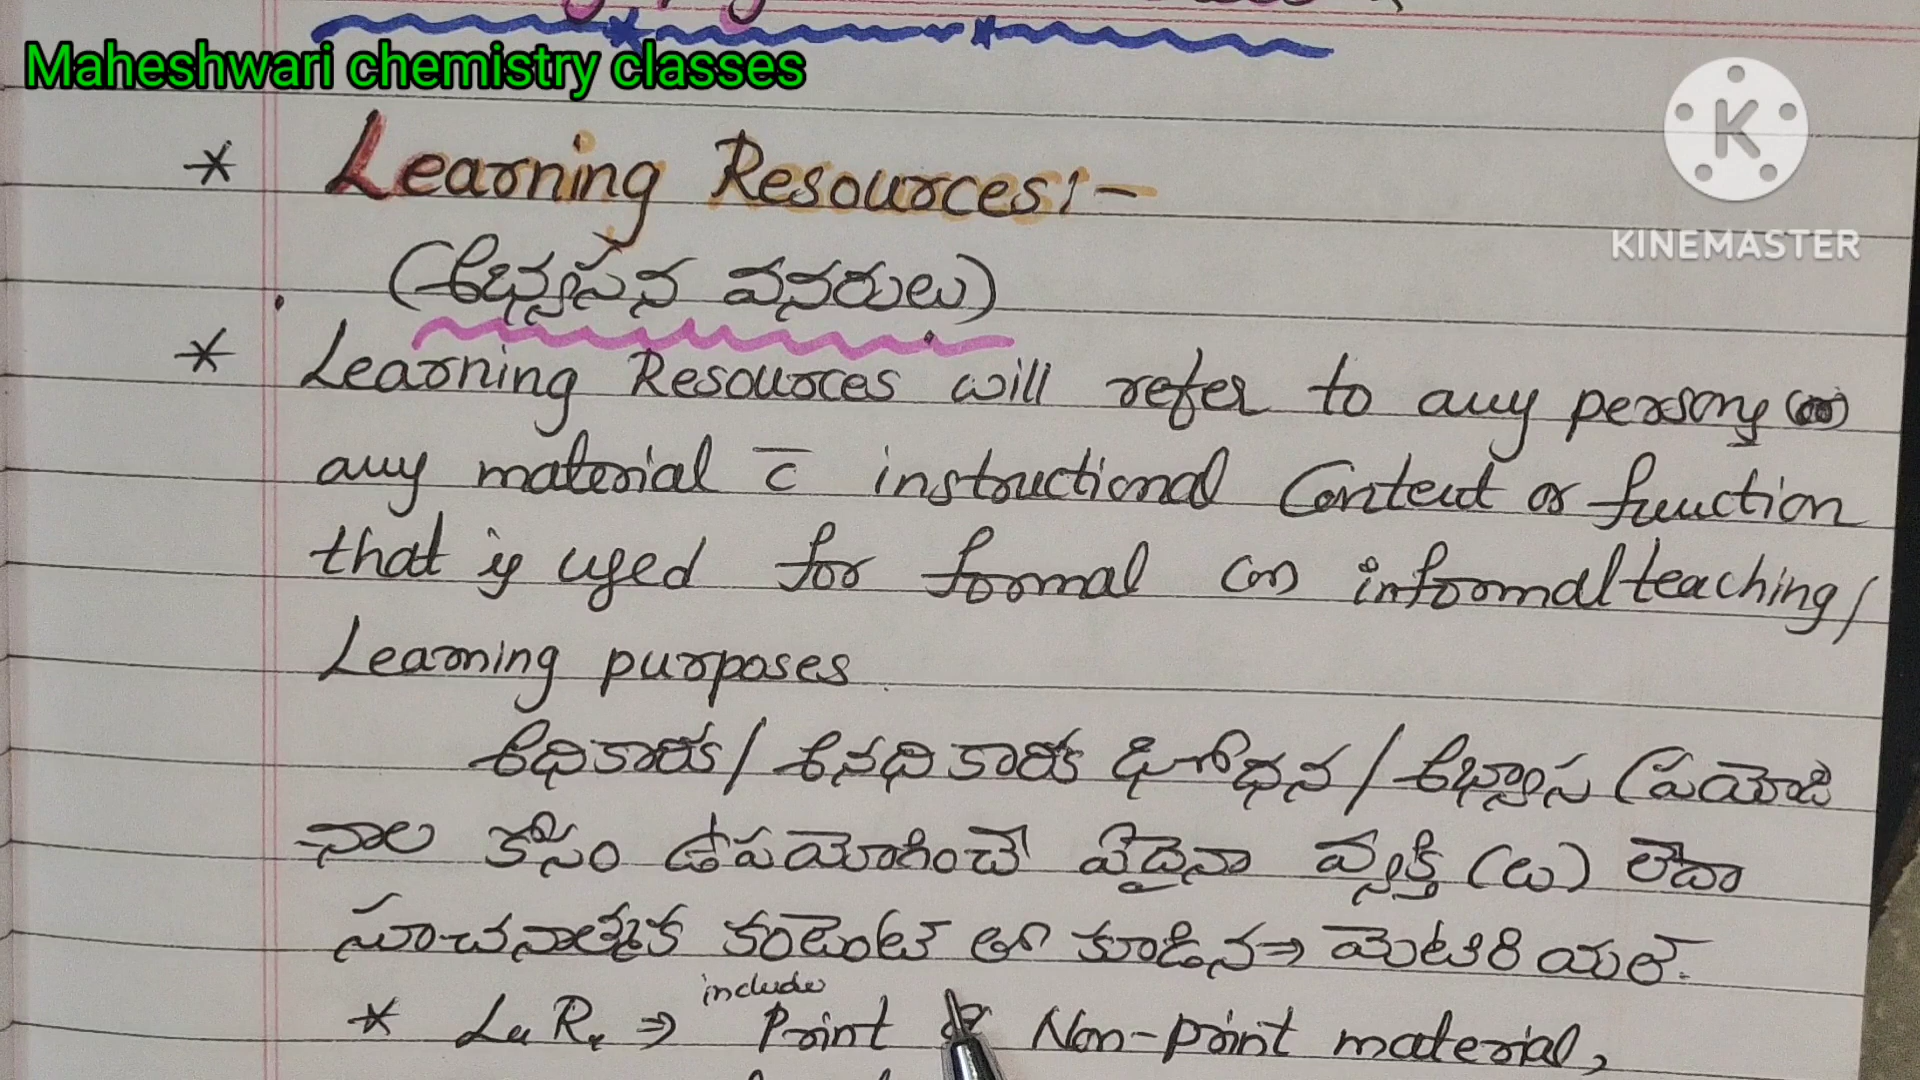 Maheshwari chemistry classes
KINEMASTER
* Learning Resources:-
(అభ్యసన వనరులు)
* Learning Resources will refer to any persons (or)
any material c̅ instructional Content or function
that is used for formal (or) informal teaching/
Learning purposes
అధికారిక/ అనధికారిక భోధన/ అభ్యాస ప్రయోజ
నాల కోసం ఉపయోగించే ఏదైనా వ్యక్తి (లు) లేదా
సూచనాత్మక కంటెంట్ తో కూడిన⇒ మెటీరియల్.
include
* L. R. ⇒ Print & Non-print material,